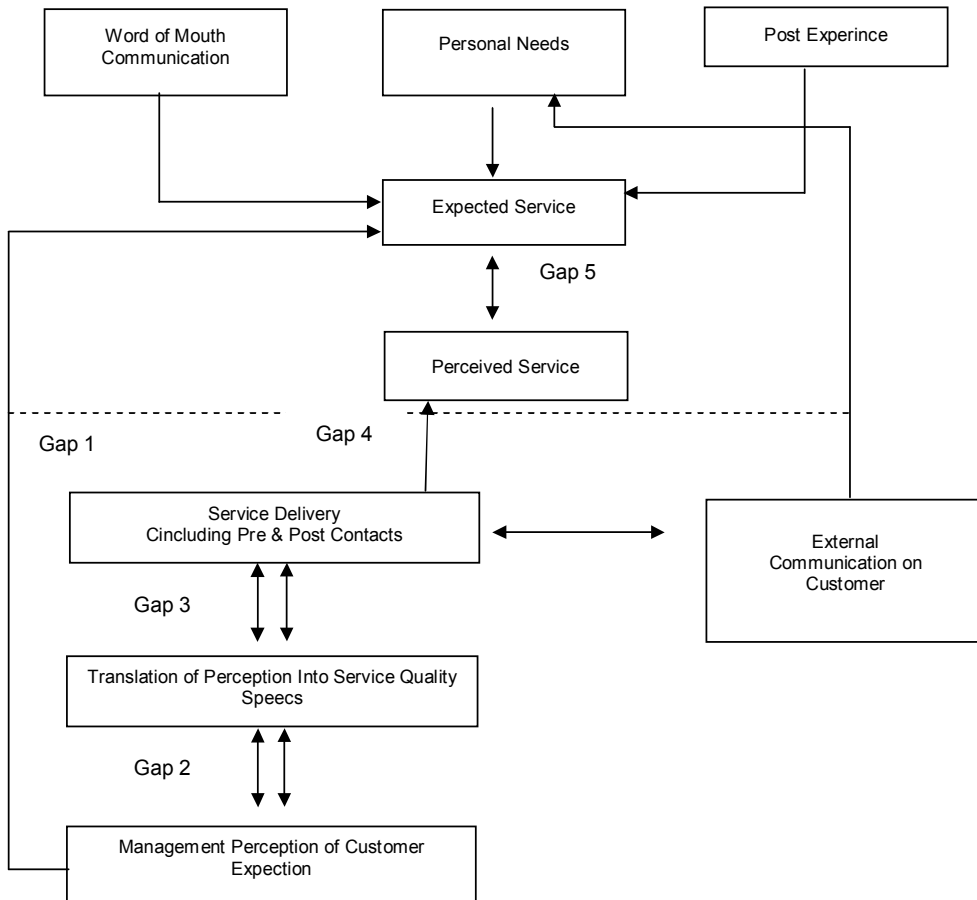 Word of Mouth
Communication
Personal Needs
Post Experince
Expected Service
Gap 5
Perceived Service
Gap 1
Gap 4
Service Delivery
Cincluding Pre & Post Contacts
External
Communication on
Customer
Gap 3
Translation of Perception Into Service Quality
Speecs
Gap 2
Management Perception of Customer
Expection